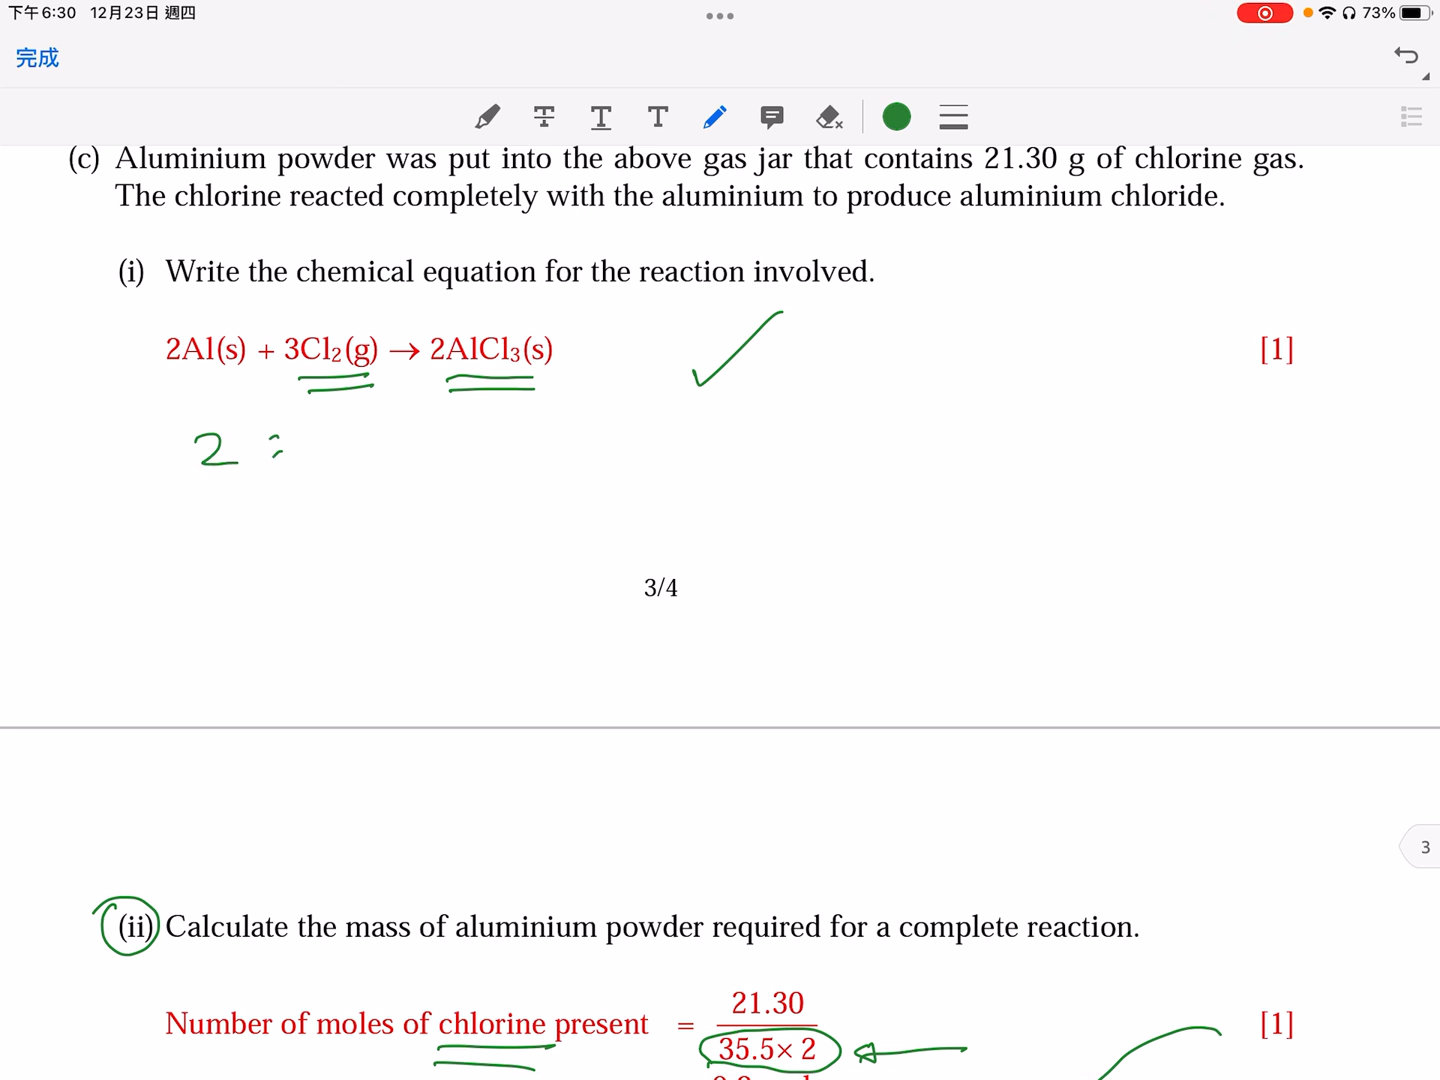 下午6:30 12月23日 週四
73%
完成
(c) Aluminium powder was put into the above gas jar that contains 21.30 g of chlorine gas.
The chlorine reacted completely with the aluminium to produce aluminium chloride.
(i) Write the chemical equation for the reaction involved.
2Al(s) + 3Cl₂(g) → 2AlCl₃(s) [1]
2 :
3/4
3
(ii) Calculate the mass of aluminium powder required for a complete reaction.
21.30
Number of moles of chlorine present = [1]
35.5× 2